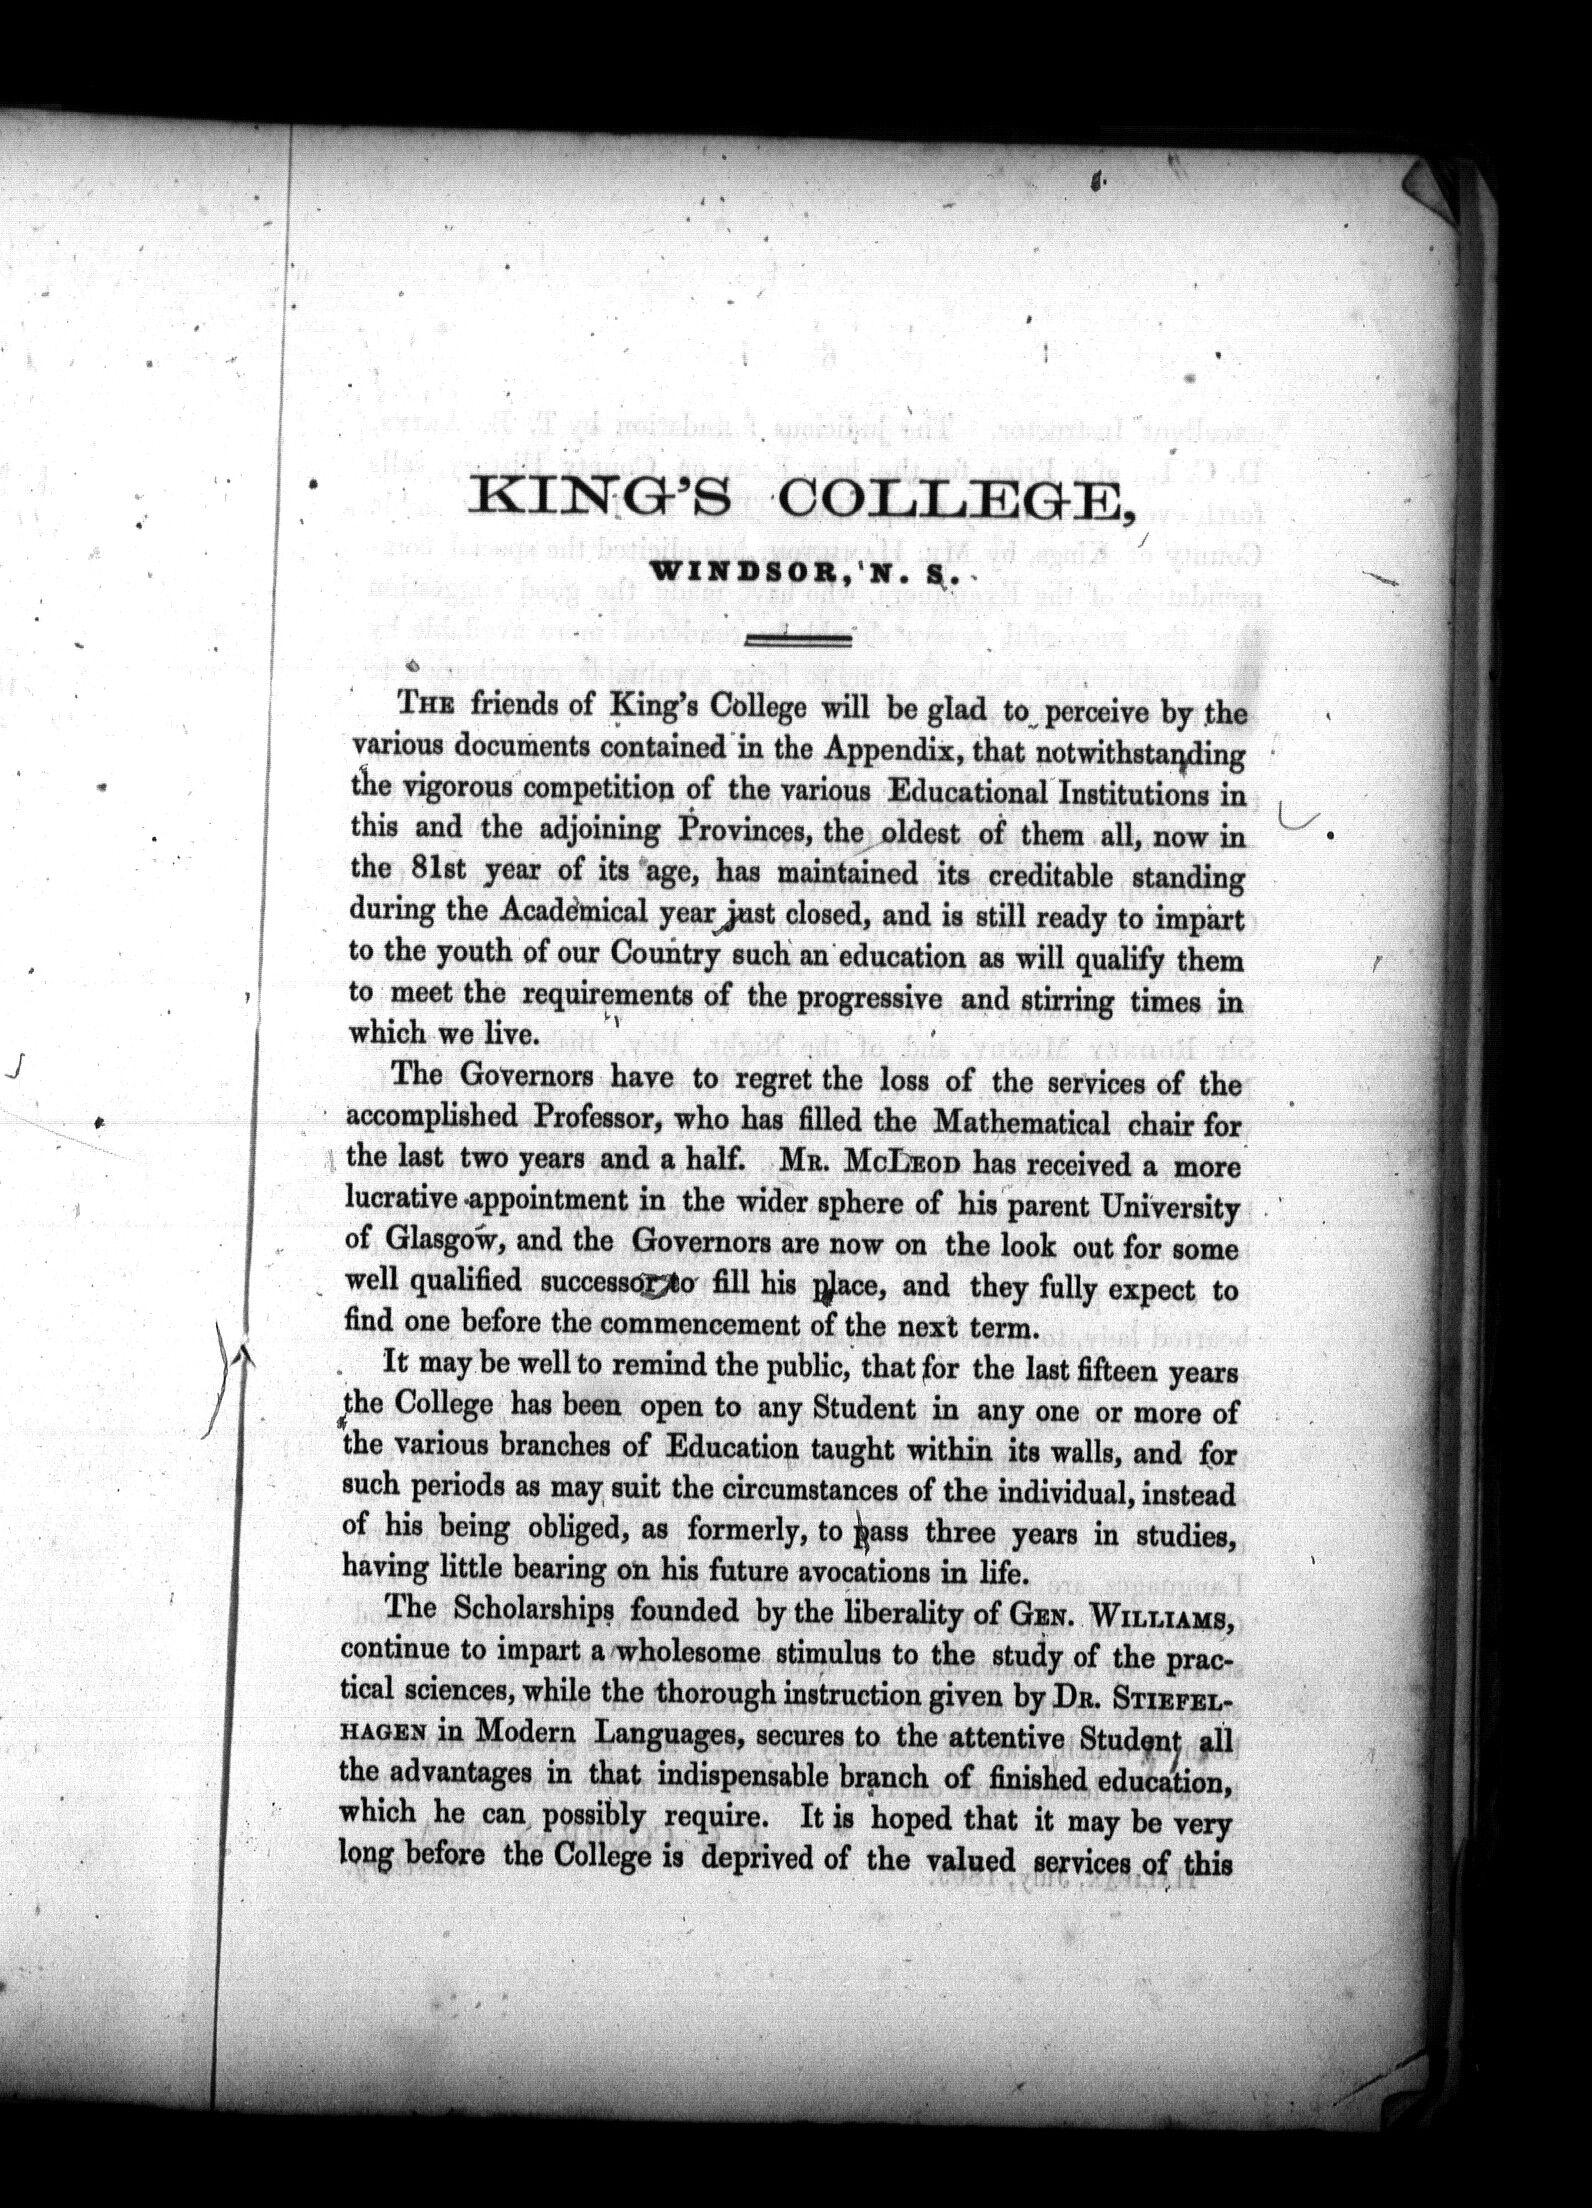 KING'S COLLEGE,
WINDSOR, N. S.
THE friends of King's College will be glad to perceive by the
various documents contained in the Appendix, that notwithstanding
the vigorous competition of the various Educational Institutions in
this and the adjoining Provinces, the oldest of them all, now in
the 81st year of its age, has maintained its creditable standing
during the Academical year just closed, and is still ready to impart
to the youth of our Country such an education as will qualify them
to meet the requirements of the progressive and stirring times in
which we live.
The Governors have to regret the loss of the services of the
accomplished Professor, who has filled the Mathematical chair for
the last two years and a half. MR. MCLEOD has received a more
lucrative appointment in the wider sphere of his parent University
of Glasgow, and the Governors are now on the look out for some
well qualified successor to fill his place, and they fully expect to
find one before the commencement of the next term.
It may be well to remind the public, that for the last fifteen years
the College has been open to any Student in any one or more of
the various branches of Education taught within its walls, and for
such periods as may suit the circumstances of the individual, instead
of his being obliged, as formerly, to pass three years in studies,
having little bearing on his future avocations in life.
The Scholarships founded by the liberality of GEN. WILLIAMS,
continue to impart a wholesome stimulus to the study of the prac-
tical sciences, while the thorough instruction given by DR. STIEFEL-
HAGEN in Modern Languages, secures to the attentive Student all
the advantages in that indispensable branch of finished education,
which he can possibly require. It is hoped that it may be very
long before the College is deprived of the valued services of this